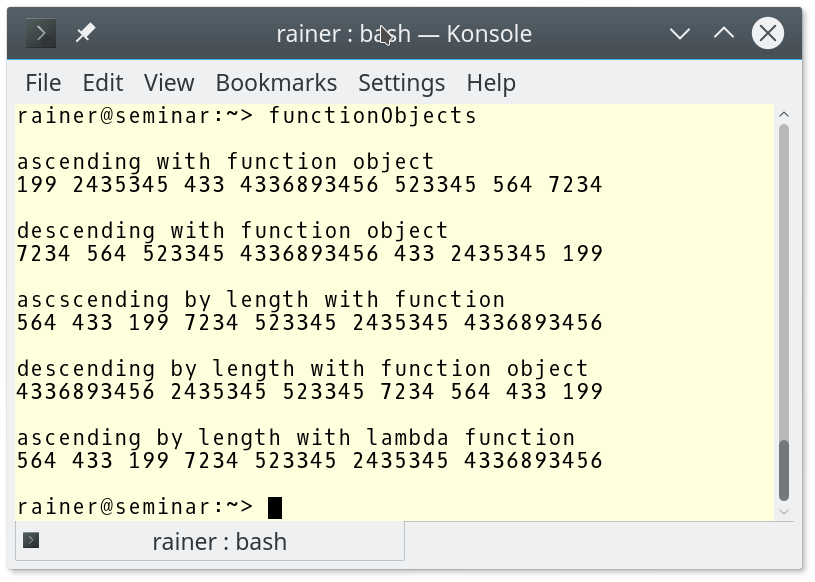 rainer : bash — Konsole
File Edit View Bookmarks Settings Help
rainer@seminar:~> functionObjects
ascending with function object
199 2435345 433 4336893456 523345 564 7234
descending with function object
7234 564 523345 4336893456 433 2435345 199
ascscending by length with function
564 433 199 7234 523345 2435345 4336893456
descending by length with function object
4336893456 2435345 523345 7234 564 433 199
ascending by length with lambda function
564 433 199 7234 523345 2435345 4336893456
rainer@seminar:~>
rainer : bash